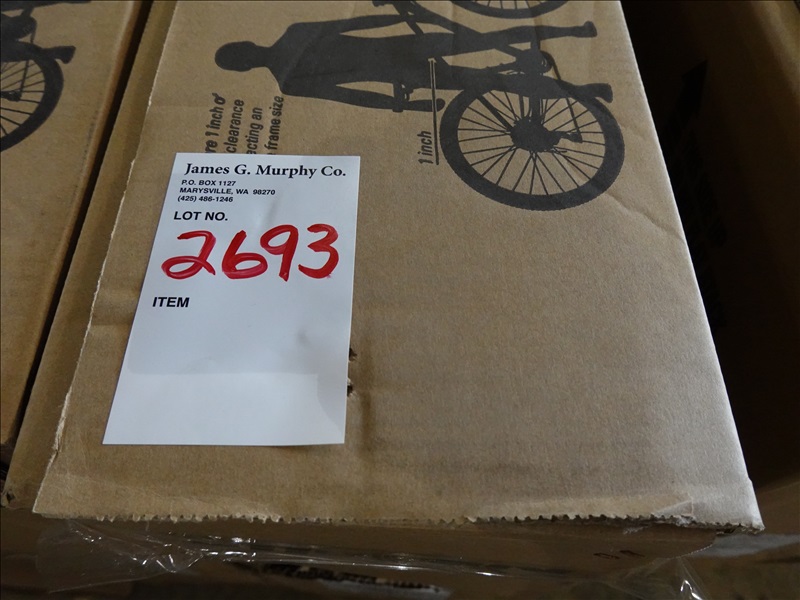 James G. Murphy Co.
P.O. BOX 1127
MARYSVILLE, WA 98270
(425) 486-1246
LOT NO.
2693
ITEM
1 inch
clearance
frame size